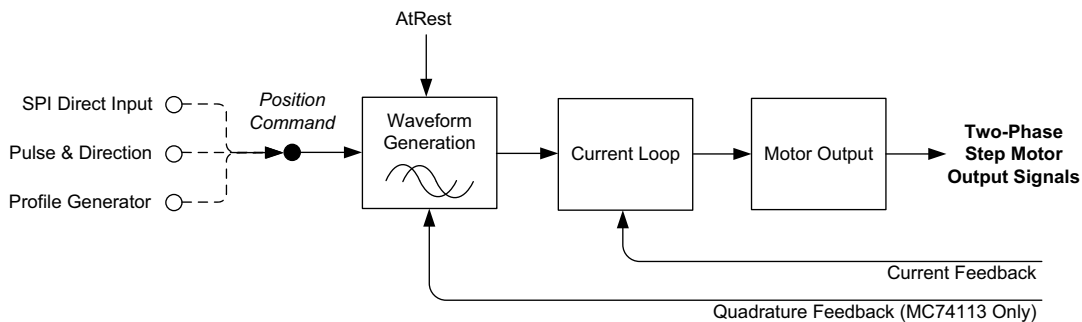 AtRest
SPI Direct Input
Pulse & Direction
Profile Generator
Position
Command
Waveform
Generation
Current Loop
Motor Output
Two-Phase
Step Motor
Output Signals
Current Feedback
Quadrature Feedback (MC74113 Only)